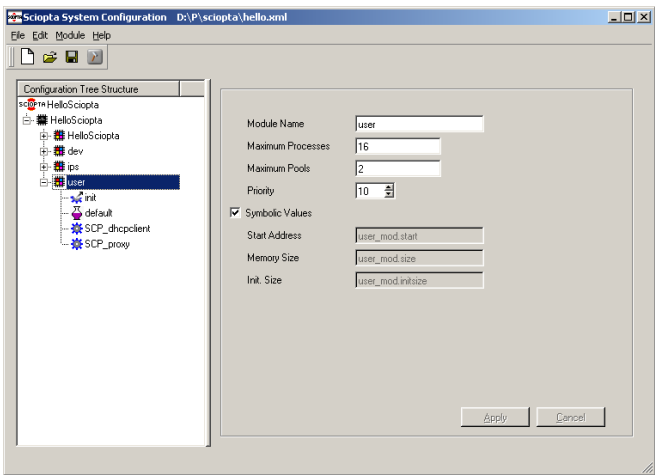 Sciopta System Configuration D:\P\sciopta\hello.xml
File Edit Module Help
Configuration Tree Structure
SCIOPTA HelloSciopta
HelloSciopta
HelloSciopta
dev
ips
user
init
default
SCP_dhcpclient
SCP_proxy
Module Name user
Maximum Processes 16
Maximum Pools 2
Priority 10
Symbolic Values
Start Address user_mod.start
Memory Size user_mod.size
Init. Size user_mod.initsize
Apply Cancel